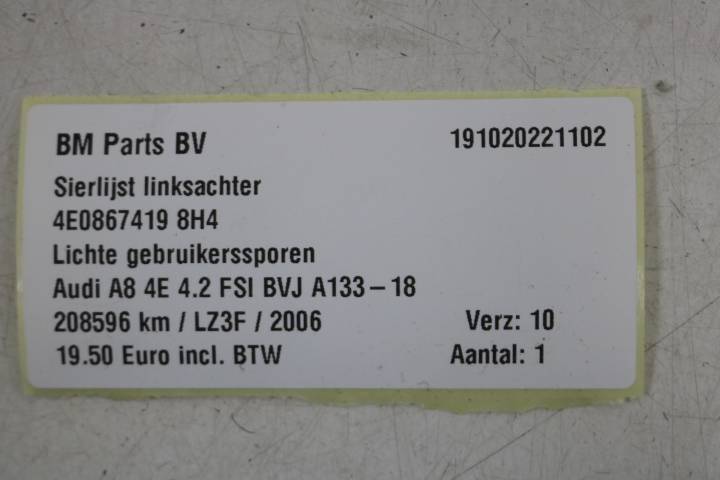 BM Parts BV 191020221102
Sierlijst linksachter
4E0867419 8H4
Lichte gebruikerssporen
Audi A8 4E 4.2 FSI BVJ A133-18
208596 km / LZ3F / 2006 Verz: 10
19.50 Euro incl. BTW Aantal: 1